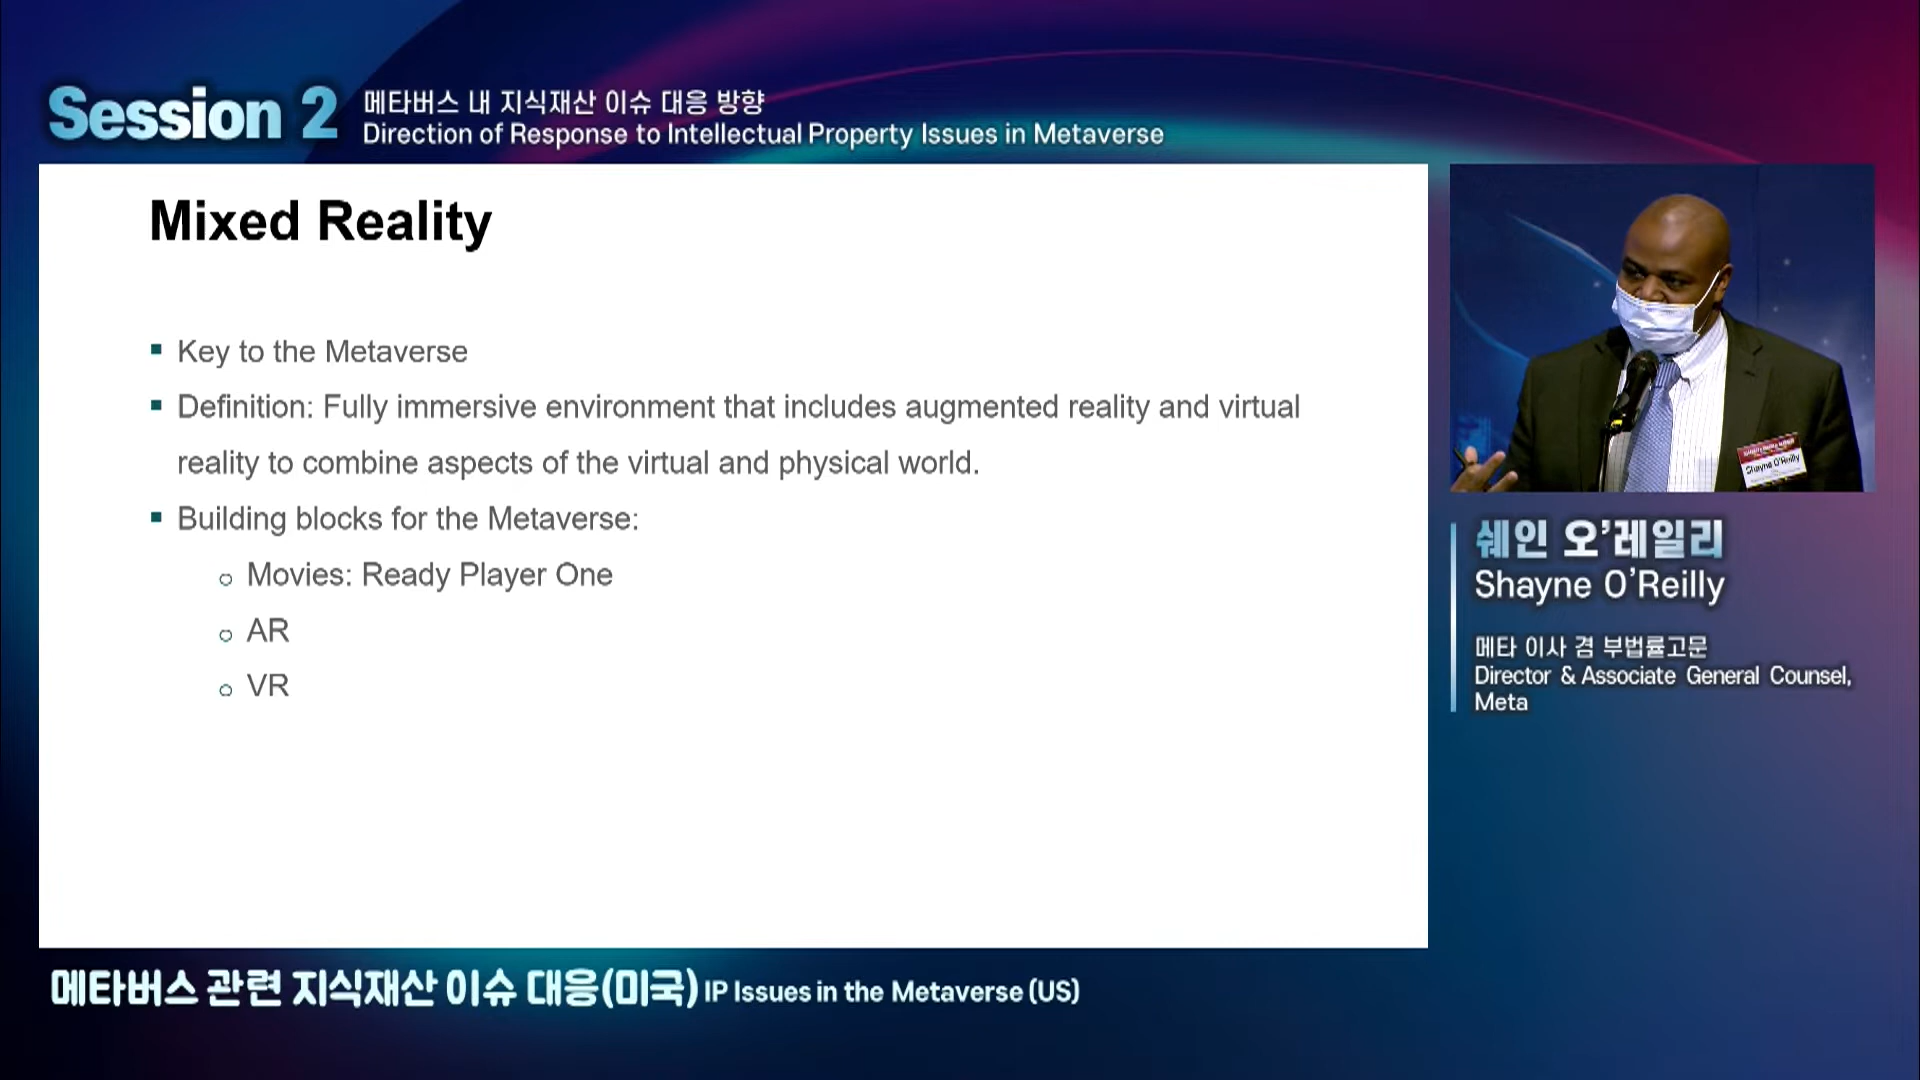 Session 2
메타버스 내 지식재산 이슈 대응 방향
Direction of Response to Intellectual Property Issues in Metaverse
Mixed Reality
Key to the Metaverse
Definition: Fully immersive environment that includes augmented reality and virtual
reality to combine aspects of the virtual and physical world.
Building blocks for the Metaverse:
Movies: Ready Player One
AR
VR
Shayne O'Reilly
쉐인 오’레일리
Shayne O’Reilly
메타 이사 겸 부법률고문
Director & Associate General Counsel,
Meta
메타버스 관련 지식재산 이슈 대응(미국) IP Issues in the Metaverse (US)